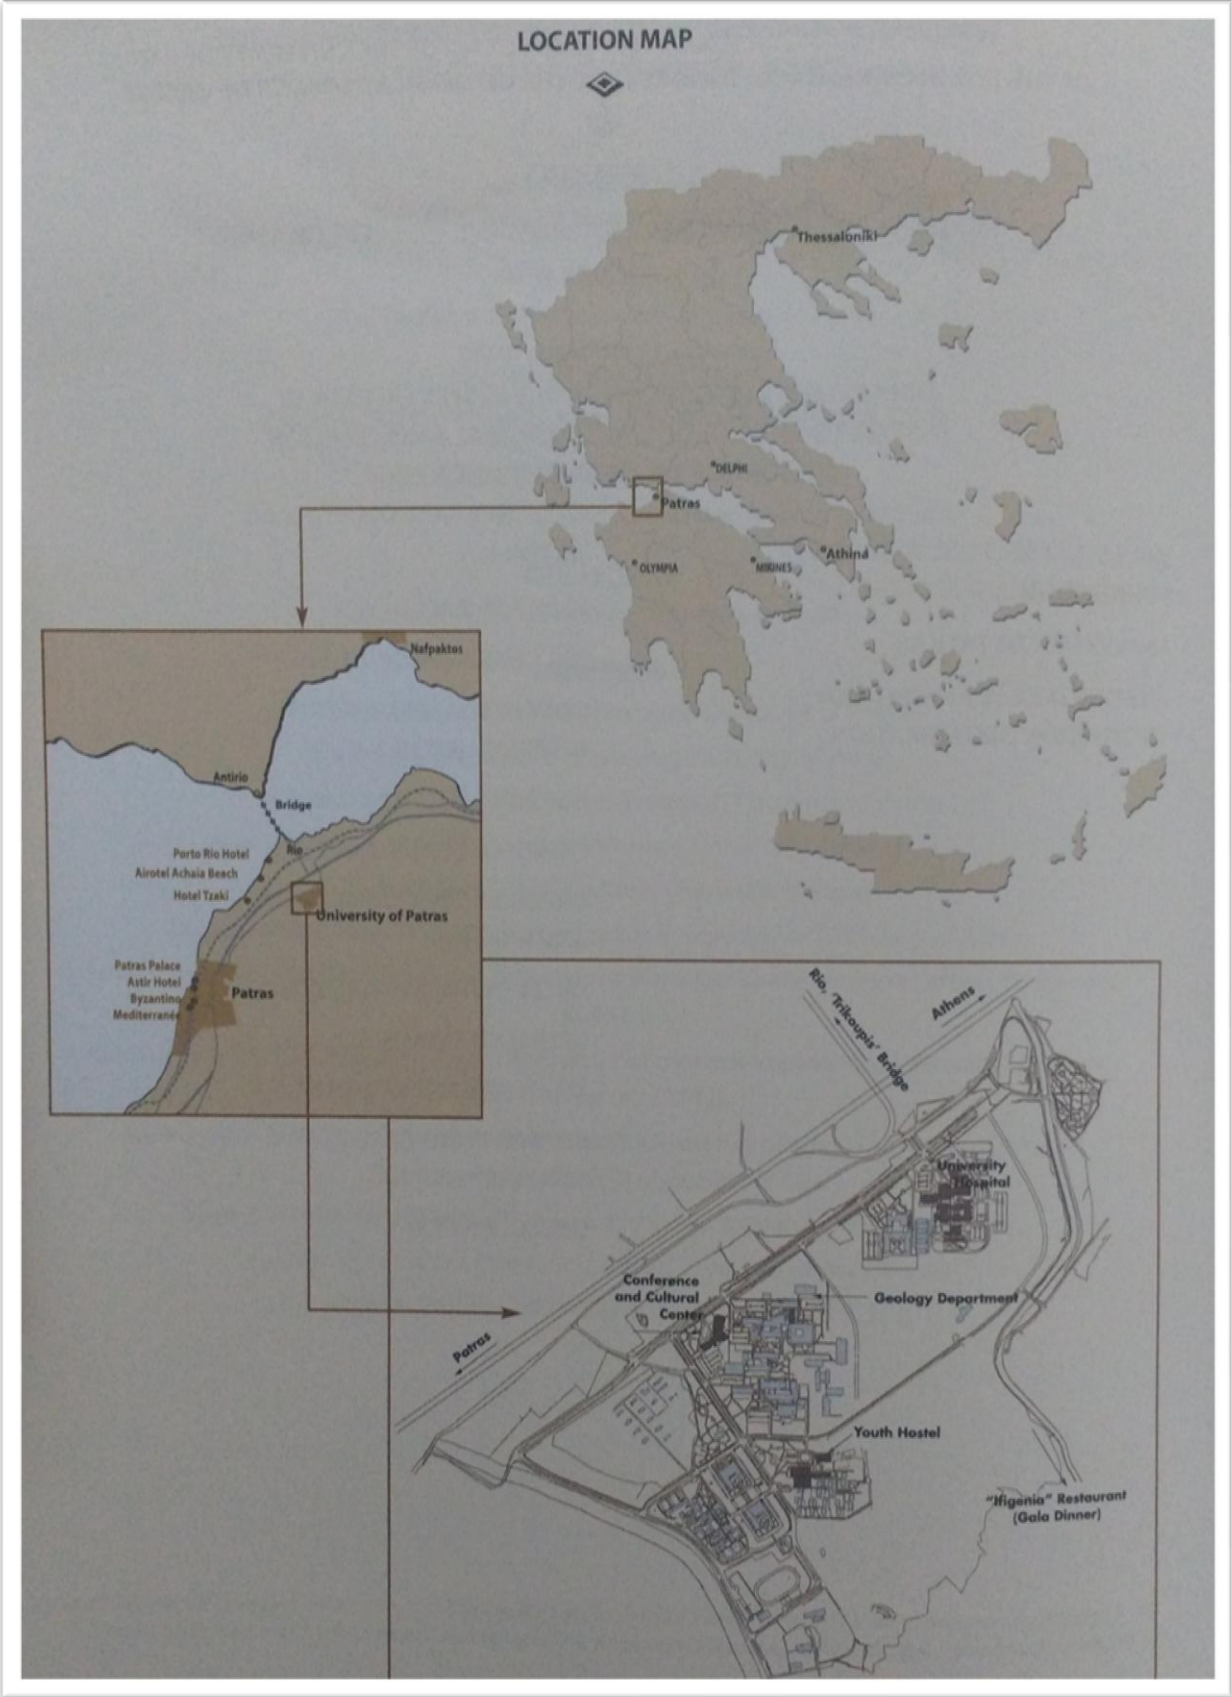 LOCATION MAP
Thessaloniki
DELPHI
Patras
Athina
OLYMPIA
MIKINES
Nafpaktos
Antirio
Bridge
Rio
Porto Rio Hotel
Airotel Achaia Beach
Hotel Tzaki
University of Patras
Patras Palace
Astir Hotel
Byzantino
Mediterranée
Patras
Rio, 'Trikoupis' Bridge
Athens
University
Hospital
Conference
and Cultural
Center
Geology Department
Patras
Youth Hostel
"Ifigenia" Restaurant
(Gala Dinner)